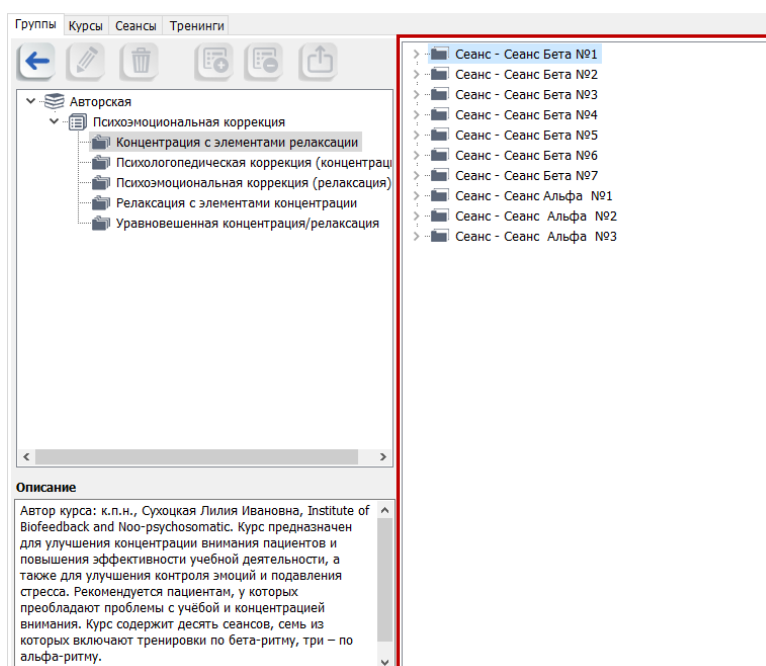 Группы Курсы Сеансы Тренинги
Авторская
Психоэмоциональная коррекция
Концентрация с элементами релаксации
Психологопедическая коррекция (концентраци
Психоэмоциональная коррекция (релаксация)
Релаксация с элементами концентрации
Уравновешенная концентрация/релаксация
Описание
Автор курса: к.п.н., Сухоцкая Лилия Ивановна, Institute of
Biofeedback and Noo-psychosomatic. Курс предназначен
для улучшения концентрации внимания пациентов и
повышения эффективности учебной деятельности, а
также для улучшения контроля эмоций и подавления
стресса. Рекомендуется пациентам, у которых
преобладают проблемы с учёбой и концентрацией
внимания. Курс содержит десять сеансов, семь из
которых включают тренировки по бета-ритму, три – по
альфа-ритму.
Сеанс - Сеанс Бета №1
Сеанс - Сеанс Бета №2
Сеанс - Сеанс Бета №3
Сеанс - Сеанс Бета №4
Сеанс - Сеанс Бета №5
Сеанс - Сеанс Бета №6
Сеанс - Сеанс Бета №7
Сеанс - Сеанс Альфа №1
Сеанс - Сеанс Альфа №2
Сеанс - Сеанс Альфа №3